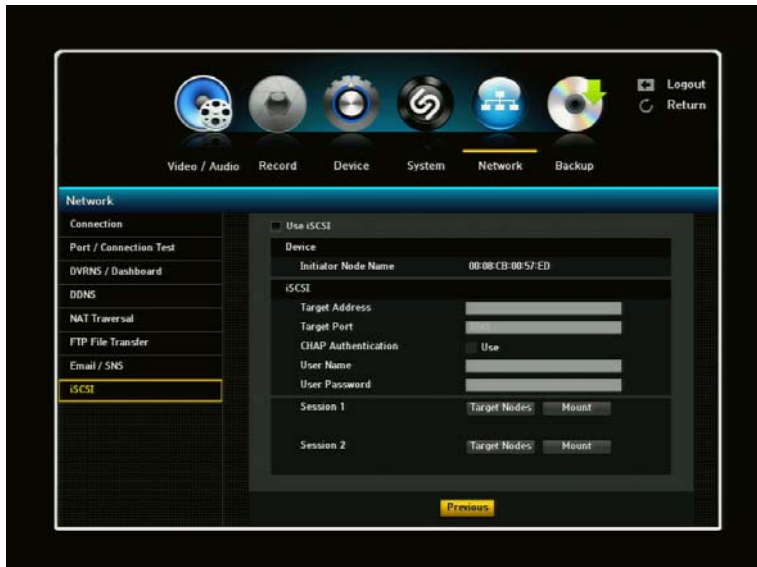 Logout
Return
Video / Audio Record Device System Network Backup
Network
Connection
Port / Connection Test
DVRNS / Dashboard
DDNS
NAT Traversal
FTP File Transfer
Email / SNS
iSCSI
Use iSCSI
Device
Initiator Node Name 00:08:CB:00:57:ED
iSCSI
Target Address
Target Port
CHAP Authentication Use
User Name
User Password
Session 1 Target Nodes Mount
Session 2 Target Nodes Mount
Previous